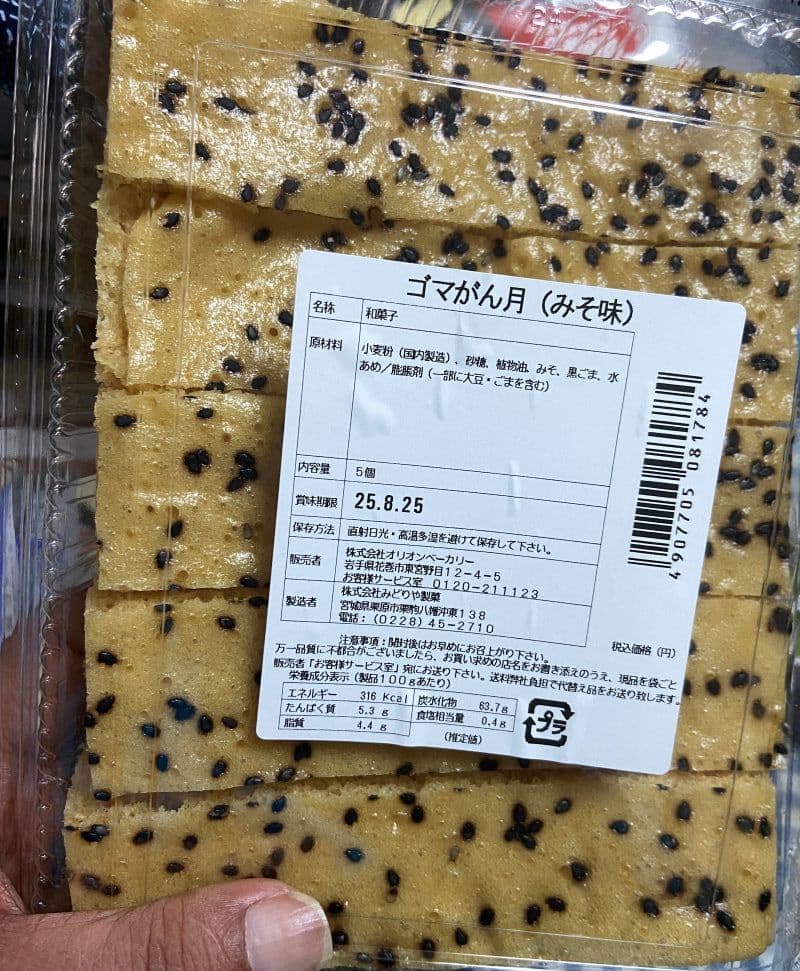 ゴマがん月(みそ味)
名称 和菓子
原材料 小麦粉(国内製造)、砂糖、植物油、みそ、黒ごま、水
あめ/膨脹剤(一部に大豆・ごまを含む)
内容量 5個
賞味期限 25.8.25
保存方法 直射日光・高温多湿を避けて保存して下さい。
販売者 株式会社オリオンベーカリー
岩手県花巻市東宮野目12-4-5
お客様サービス室 0120-211123
製造者 株式会社みどりや製菓
宮城県栗原市栗駒八幡沖東138
電話:(0228)45-2710
4907705 081784
税込価格(円)
注意事項:開封後はお早めにお召上がり下さい。
万一品質に不都合がございましたら、お買い求めの店名をお書き添えのうえ、現品を袋ごと
販売者「お客様サービス室」宛にお送り下さい。送料弊社負担で代替え品をお送り致します。
栄養成分表示(製品100gあたり)
エネルギー 316 Kcal 炭水化物 63.7g
たんぱく質 5.3 g 食塩相当量 0.4g
脂質 4.4 g
(推定値)
プラ